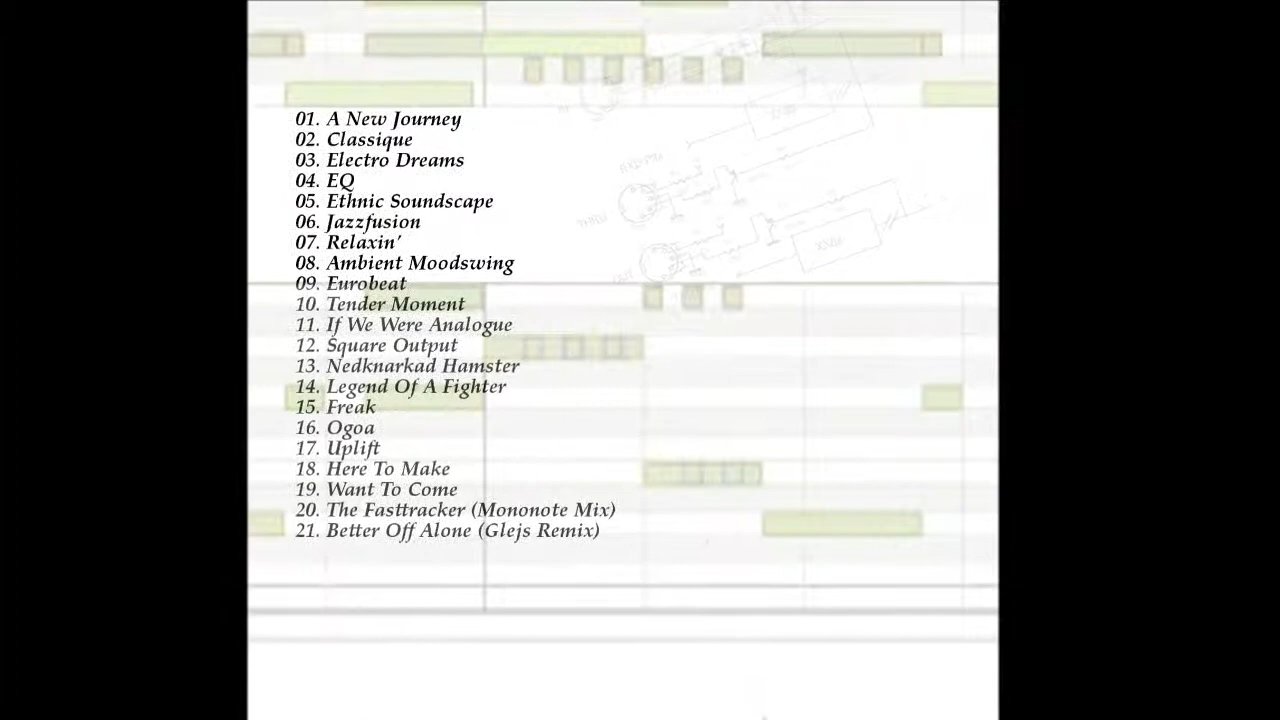 01. A New Journey
02. Classique
03. Electro Dreams
04. EQ
05. Ethnic Soundscape
06. Jazzfusion
07. Relaxin'
08. Ambient Moodswing
09. Eurobeat
10. Tender Moment
11. If We Were Analogue
12. Square Output
13. Nedknarkad Hamster
14. Legend Of A Fighter
15. Freak
16. Ogoa
17. Uplift
18. Here To Make
19. Want To Come
20. The Fasttracker (Mononote Mix)
21. Better Off Alone (Glejs Remix)